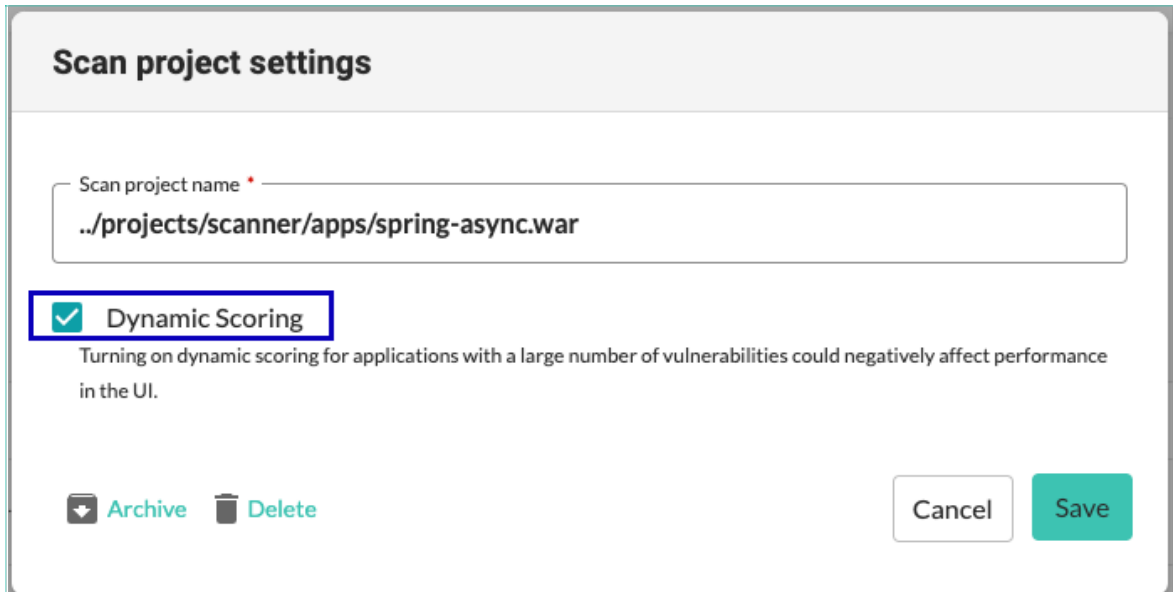 Scan project settings
Scan project name *
../projects/scanner/apps/spring-async.war
Dynamic Scoring
Turning on dynamic scoring for applications with a large number of vulnerabilities could negatively affect performance
in the UI.
Archive Delete Cancel Save